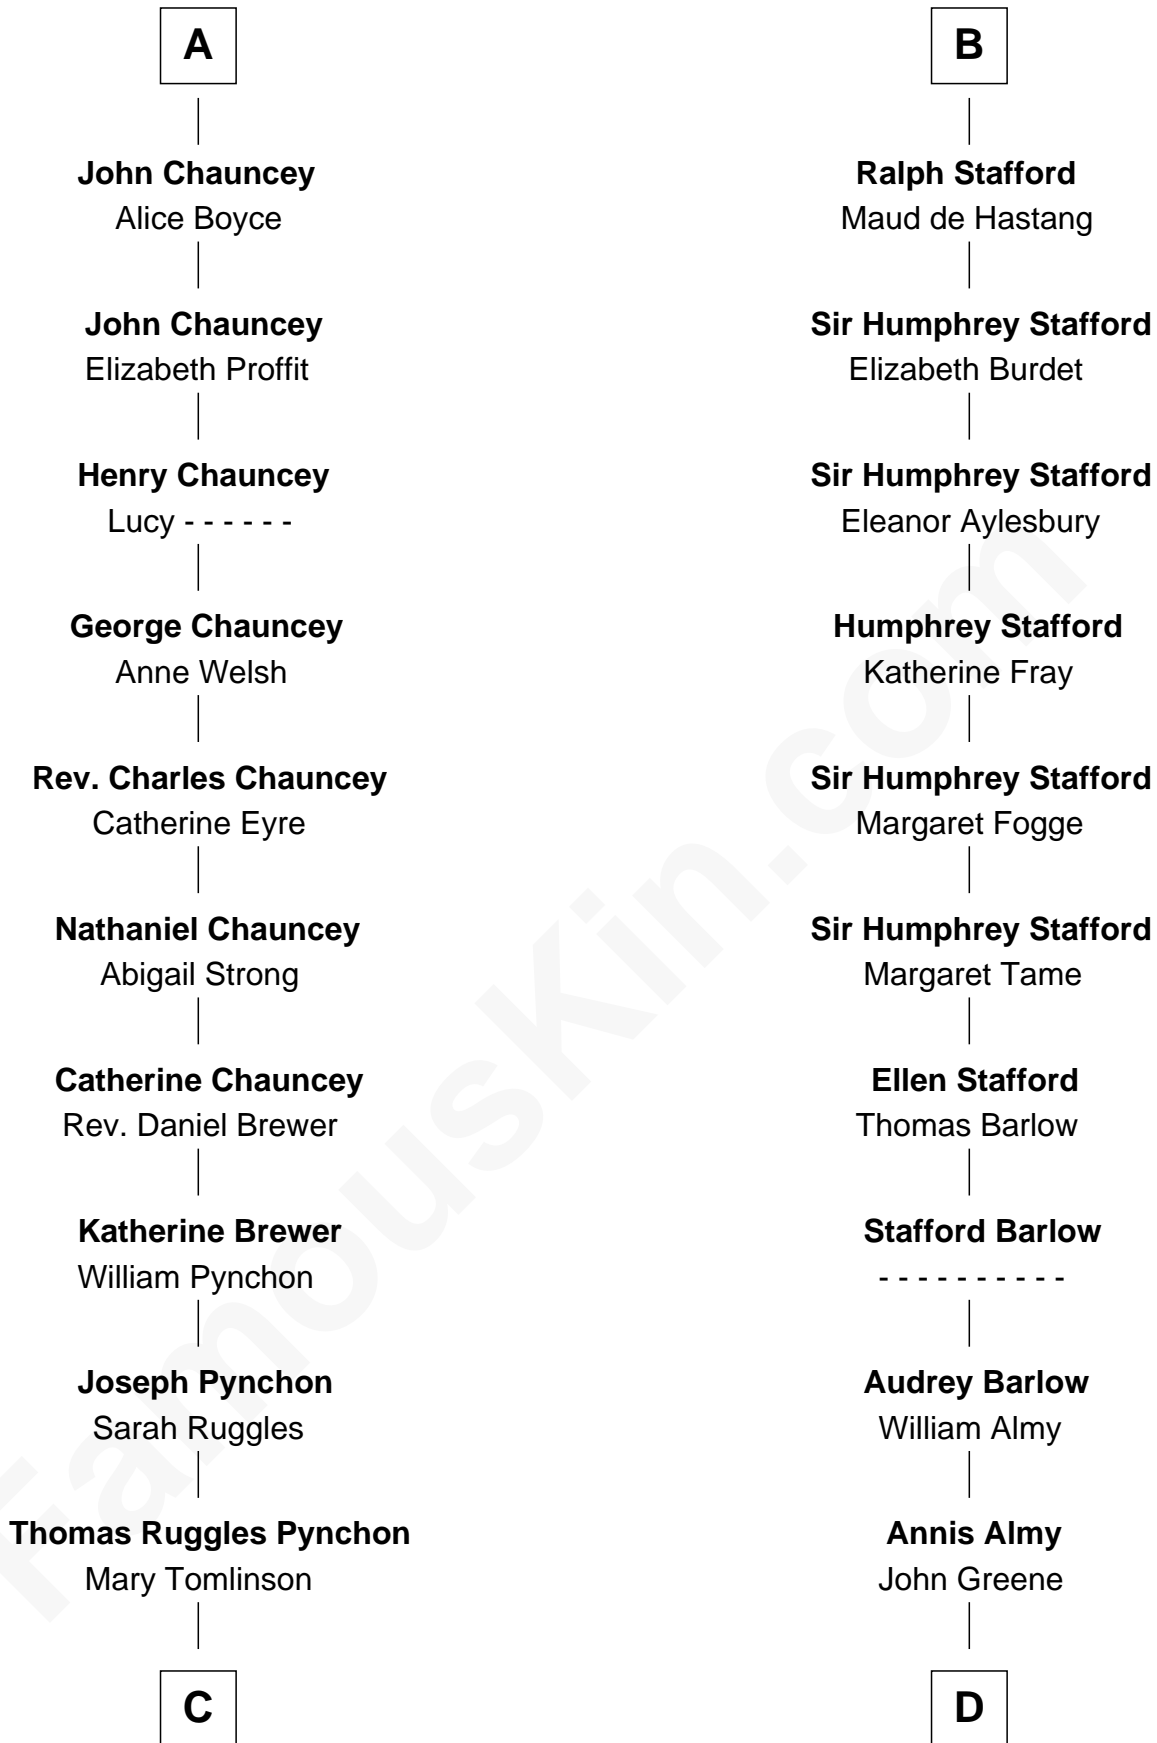 A
John Chauncey
Alice Boyce
John Chauncey
Elizabeth Proffit
Henry Chauncey
Lucy - - - - - -
George Chauncey
Anne Welsh
Rev. Charles Chauncey
Catherine Eyre
Nathaniel Chauncey
Abigail Strong
Catherine Chauncey
Rev. Daniel Brewer
Katherine Brewer
William Pynchon
Joseph Pynchon
Sarah Ruggles
Thomas Ruggles Pynchon
Mary Tomlinson
C
B
Ralph Stafford
Maud de Hastang
Sir Humphrey Stafford
Elizabeth Burdet
Sir Humphrey Stafford
Eleanor Aylesbury
Humphrey Stafford
Katherine Fray
Sir Humphrey Stafford
Margaret Fogge
Sir Humphrey Stafford
Margaret Tame
Ellen Stafford
Thomas Barlow
Stafford Barlow
- - - - - - - - - -
Audrey Barlow
William Almy
Annis Almy
John Greene
D
FamousKin.com